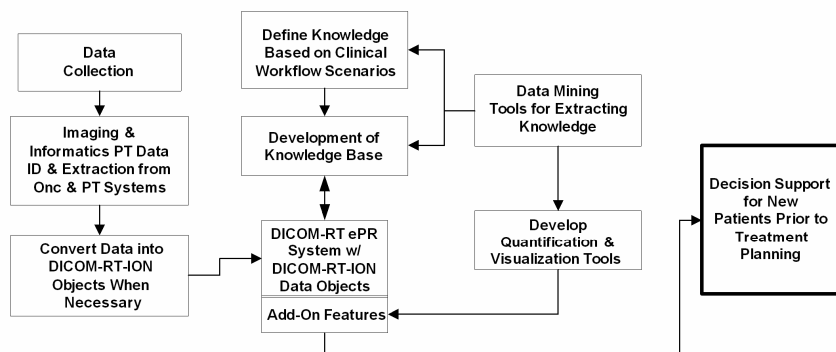 Data
Collection
Imaging &
Informatics PT Data
ID & Extraction from
Onc & PT Systems
Convert Data into
DICOM-RT-ION
Objects When
Necessary
Define Knowledge
Based on Clinical
Workflow Scenarios
Development of
Knowledge Base
DICOM-RT ePR
System w/
DICOM-RT-ION
Data Objects
Add-On Features
Data Mining
Tools for Extracting
Knowledge
Develop
Quantification &
Visualization Tools
Decision Support
for New
Patients Prior to
Treatment
Planning